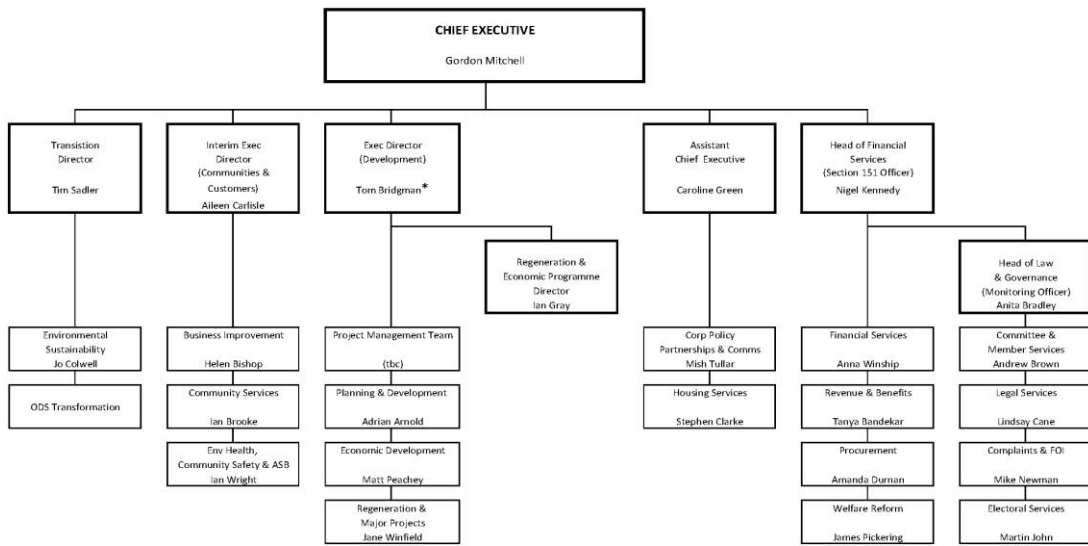 CHIEF EXECUTIVE
Gordon Mitchell
Transistion
Director
Tim Sadler
Interim Exec
Director
(Communities &
Customers)
Aileen Carlisle
Exec Director
(Development)
Tom Bridgman*
Assistant
Chief Executive
Caroline Green
Head of Financial
Services
(Section 151 Officer)
Nigel Kennedy
Regeneration &
Economic Programme
Director
Ian Gray
Head of Law
& Governance
(Monitoring Officer)
Anita Bradley
Environmental
Sustainability
Jo Colwell
ODS Transformation
Business Improvement
Helen Bishop
Community Services
Ian Brooke
Env Health,
Community Safety & ASB
Ian Wright
Project Management Team
(tbc)
Planning & Development
Adrian Arnold
Economic Development
Matt Peachey
Regeneration &
Major Projects
Jane Winfield
Corp Policy
Partnerships & Comms
Mish Tullar
Housing Services
Stephen Clarke
Financial Services
Anna Winship
Revenue & Benefits
Tanya Bandekar
Procurement
Amanda Durnan
Welfare Reform
James Pickering
Committee &
Member Services
Andrew Brown
Legal Services
Lindsay Cane
Complaints & FOI
Mike Newman
Electoral Services
Martin John